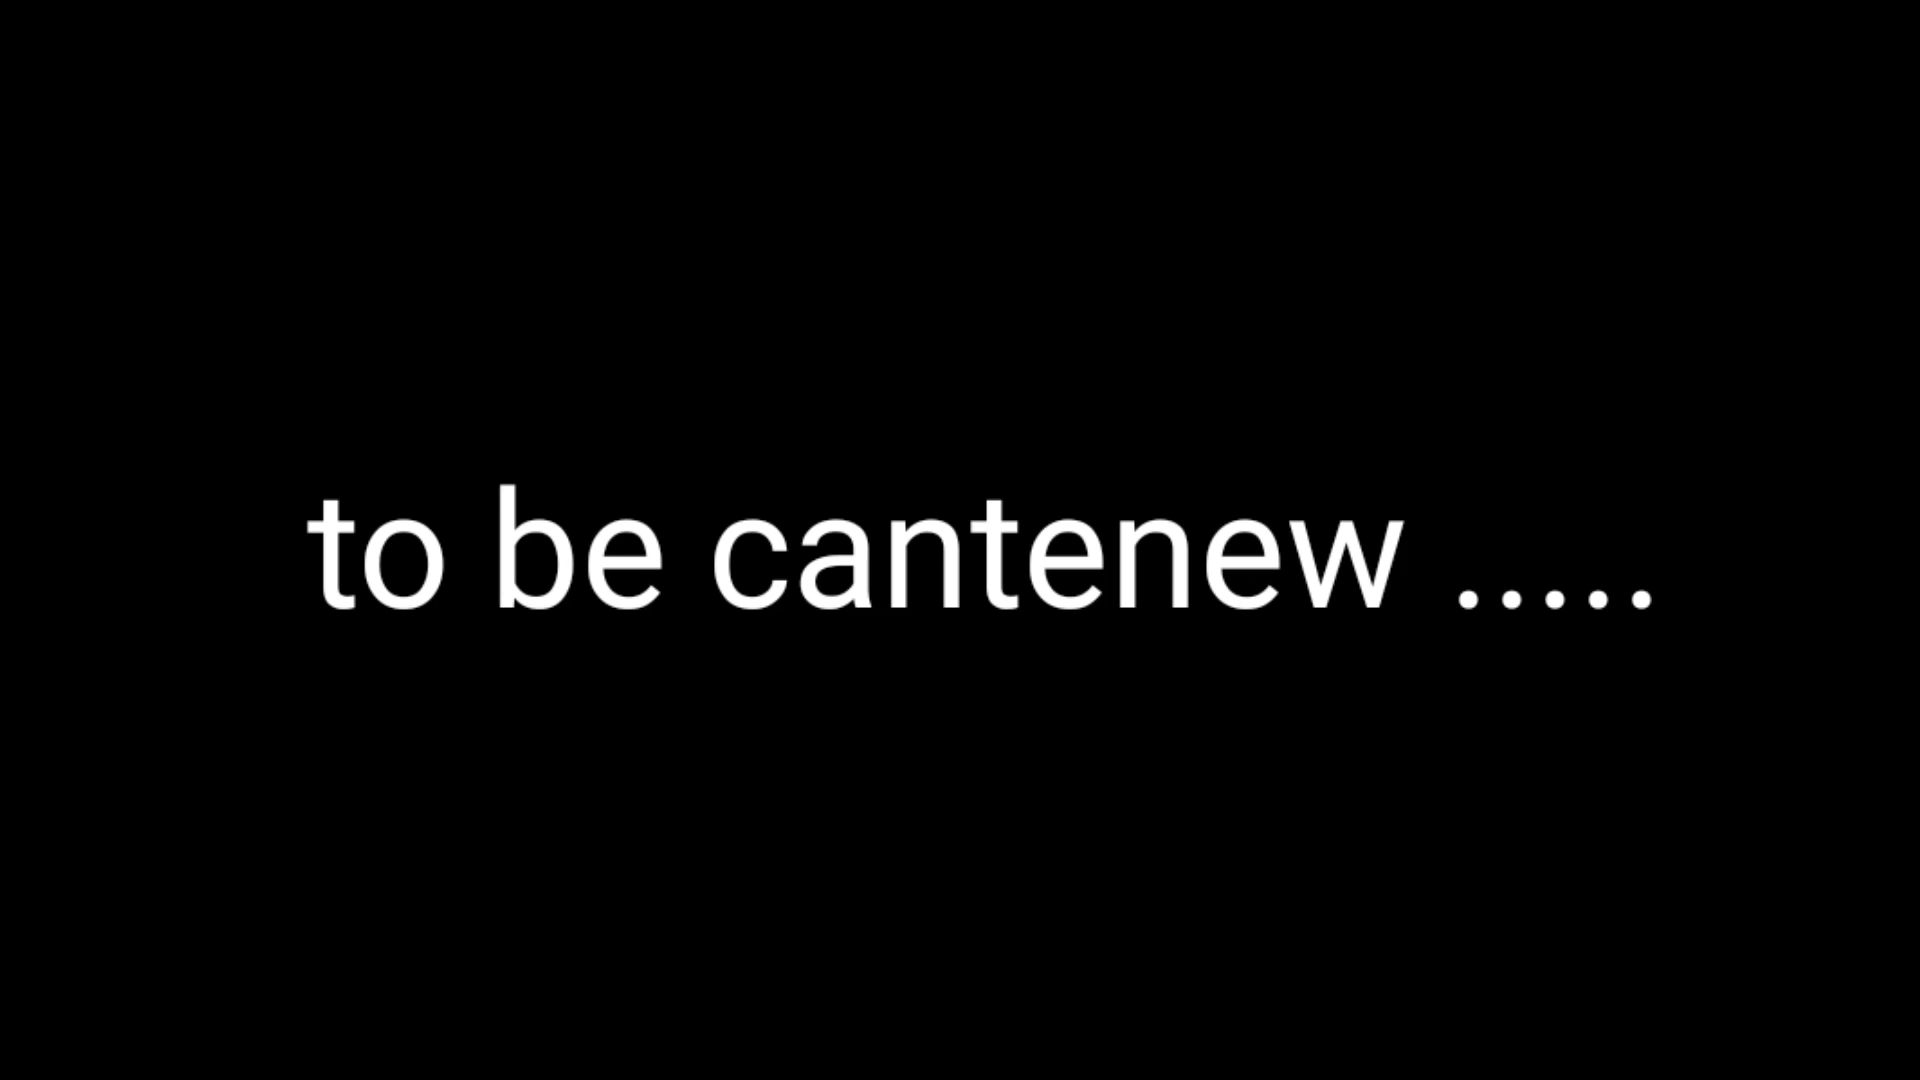 to be cantenew .....